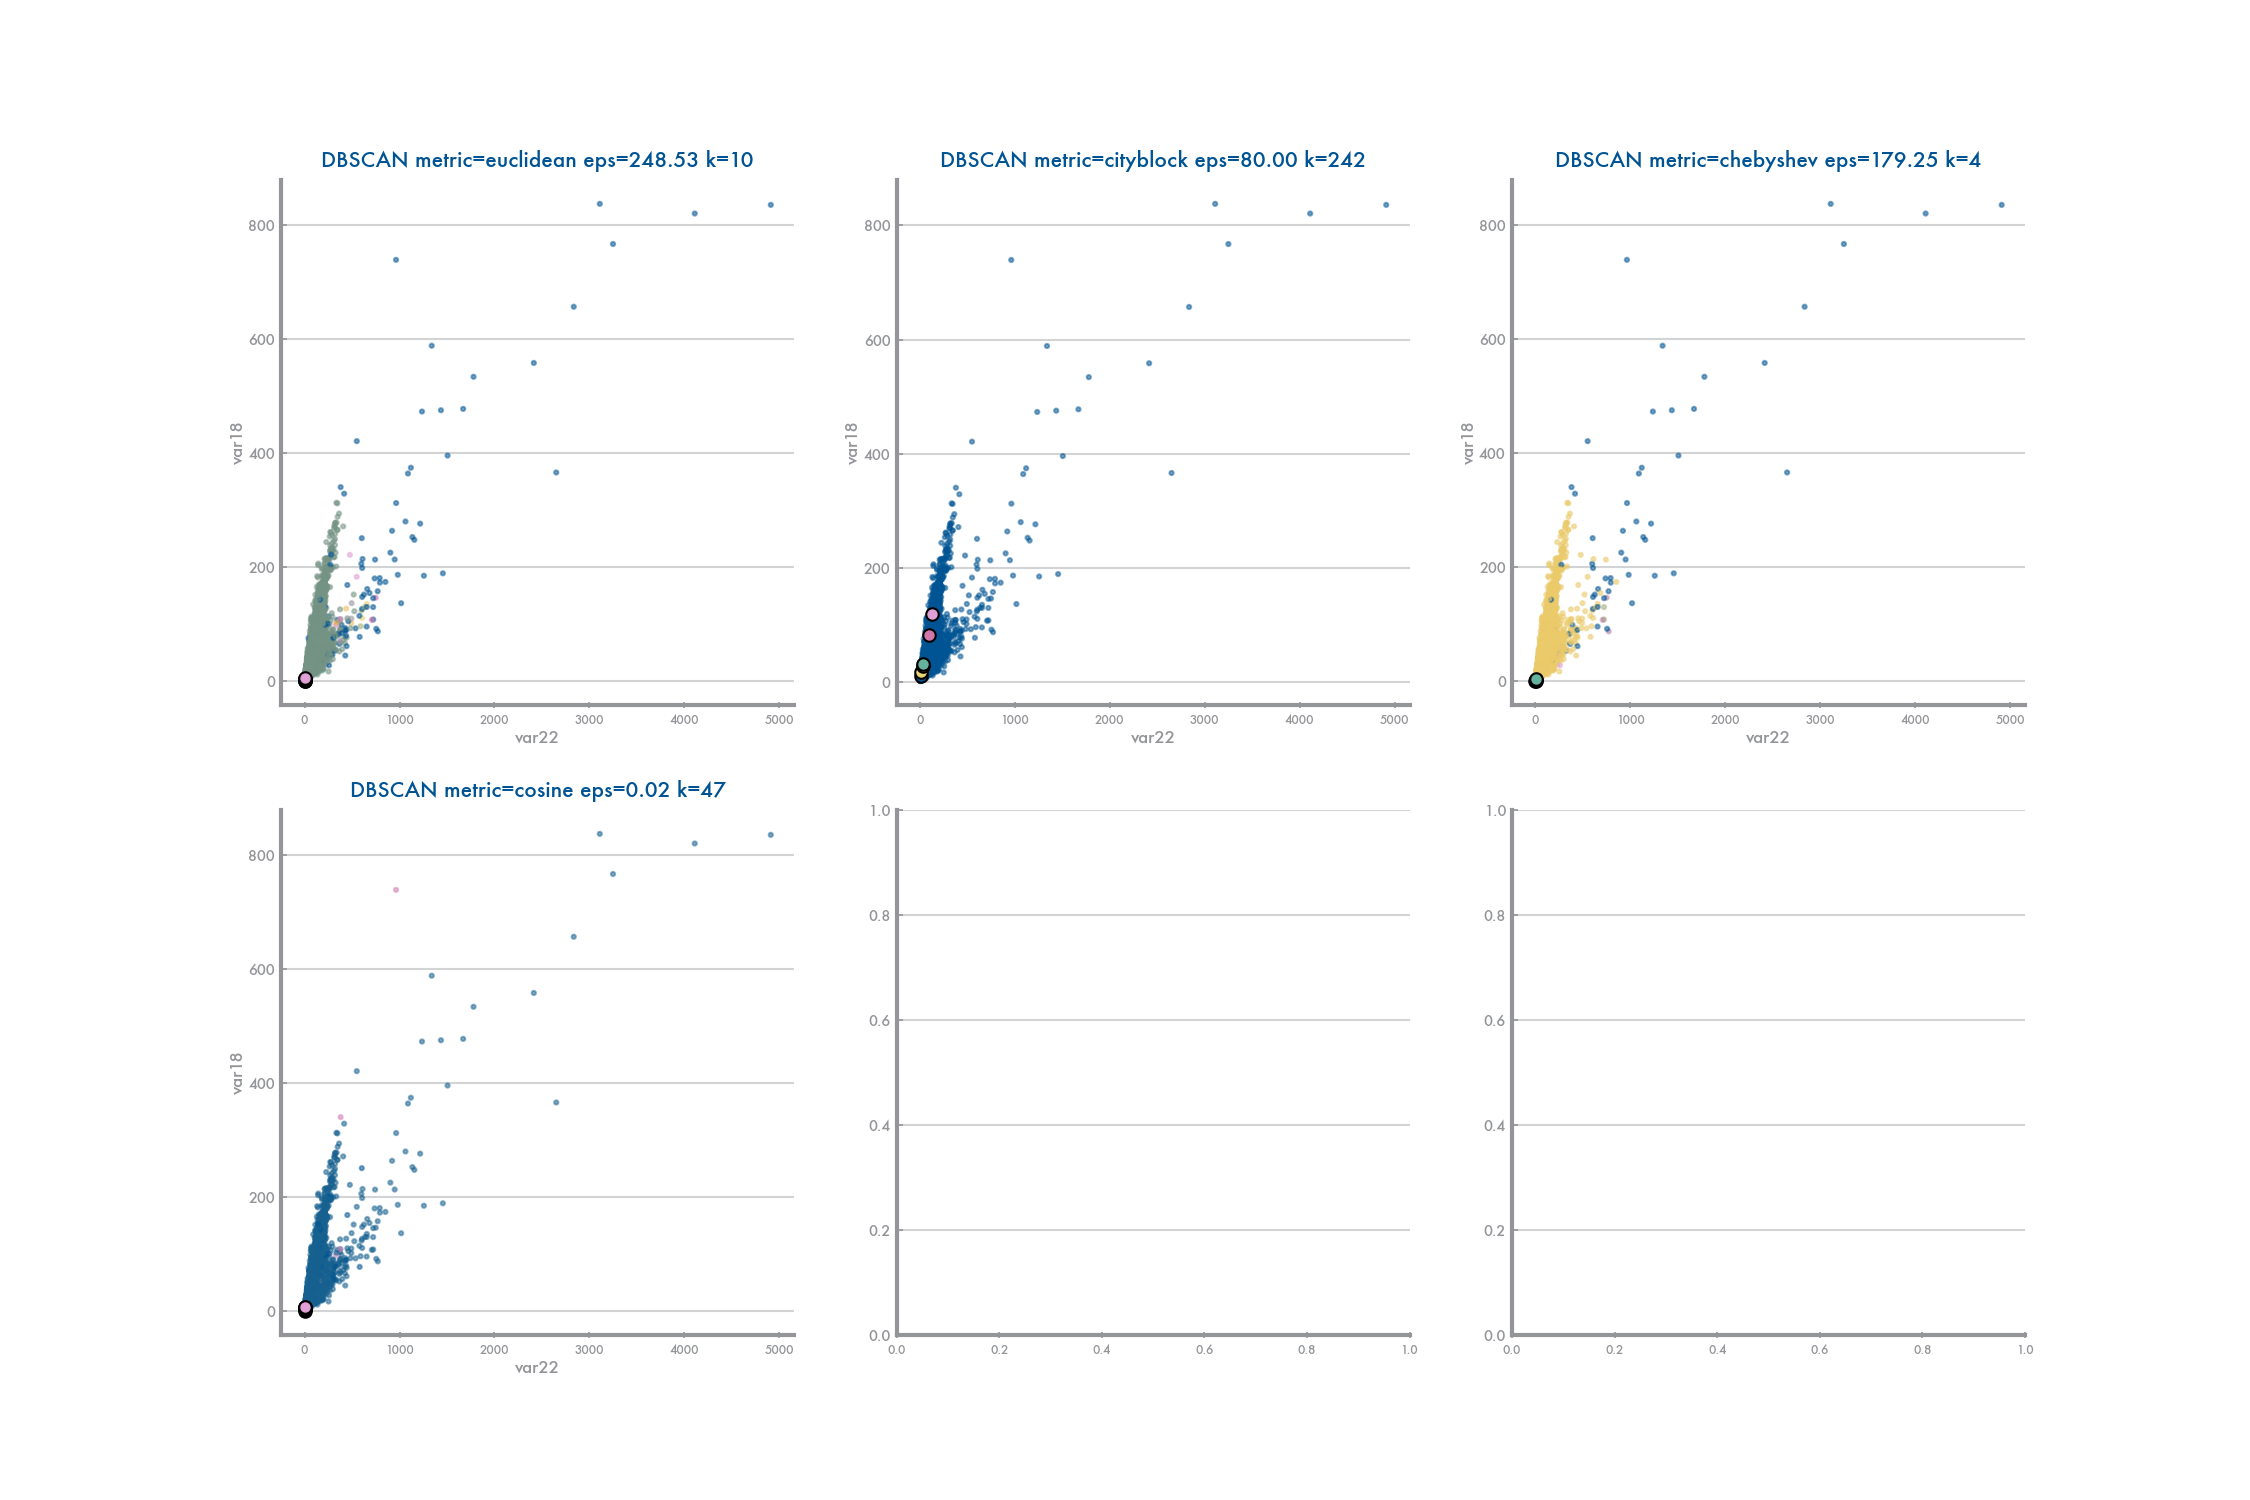 DBSCAN metric=euclidean eps=248.53 k=10
DBSCAN metric=cityblock eps=80.00 k=242
DBSCAN metric=chebyshev eps=179.25 k=4
800
600
400
200
0
var18
0 1000 2000 3000 4000 5000
var22
800
600
400
200
0
var18
0 1000 2000 3000 4000 5000
var22
800
600
400
200
0
var18
0 1000 2000 3000 4000 5000
var22
DBSCAN metric=cosine eps=0.02 k=47
800
600
400
200
0
var18
0 1000 2000 3000 4000 5000
var22
1.0
0.8
0.6
0.4
0.2
0.0
0.0 0.2 0.4 0.6 0.8 1.0
1.0
0.8
0.6
0.4
0.2
0.0
0.0 0.2 0.4 0.6 0.8 1.0